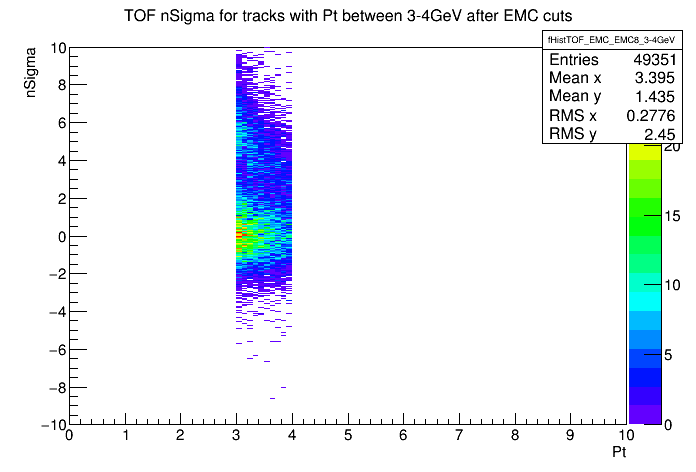 TOF nSigma for tracks with Pt between 3-4GeV after EMC cuts
fHistTOF_EMC_EMC8_3-4GeV
Entries 49351
Mean x 3.395
Mean y 1.435
RMS x 0.2776
RMS y 2.45
nSigma
10
8
6
4
2
0
−2
−4
−6
−8
−10
20
15
10
5
0
0 1 2 3 4 5 6 7 8 9 10
Pt